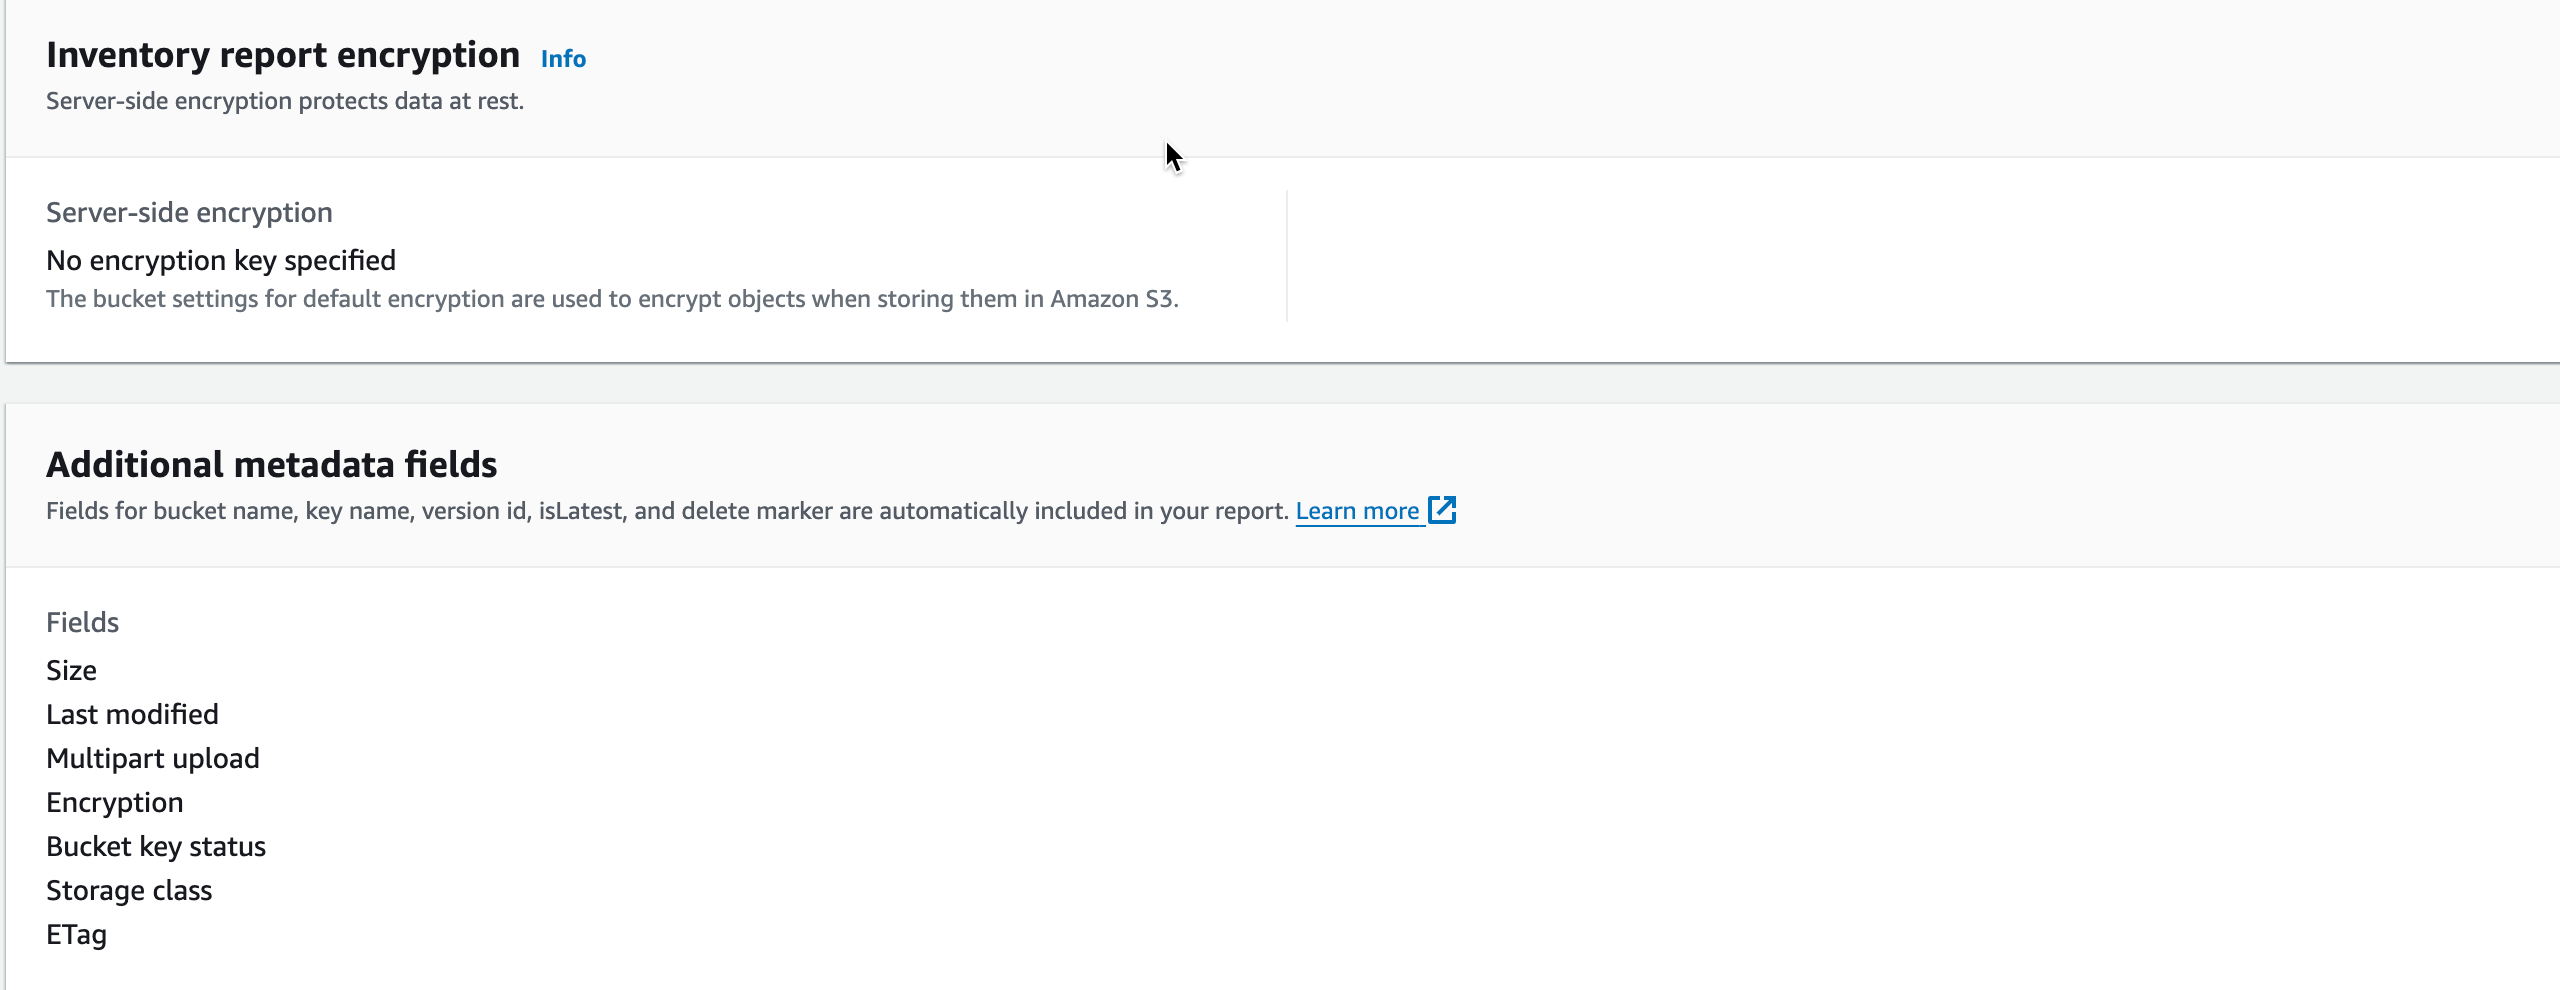 Inventory report encryption Info
Server-side encryption protects data at rest.
Server-side encryption
No encryption key specified
The bucket settings for default encryption are used to encrypt objects when storing them in Amazon S3.
Additional metadata fields
Fields for bucket name, key name, version id, isLatest, and delete marker are automatically included in your report. Learn more
Fields
Size
Last modified
Multipart upload
Encryption
Bucket key status
Storage class
ETag